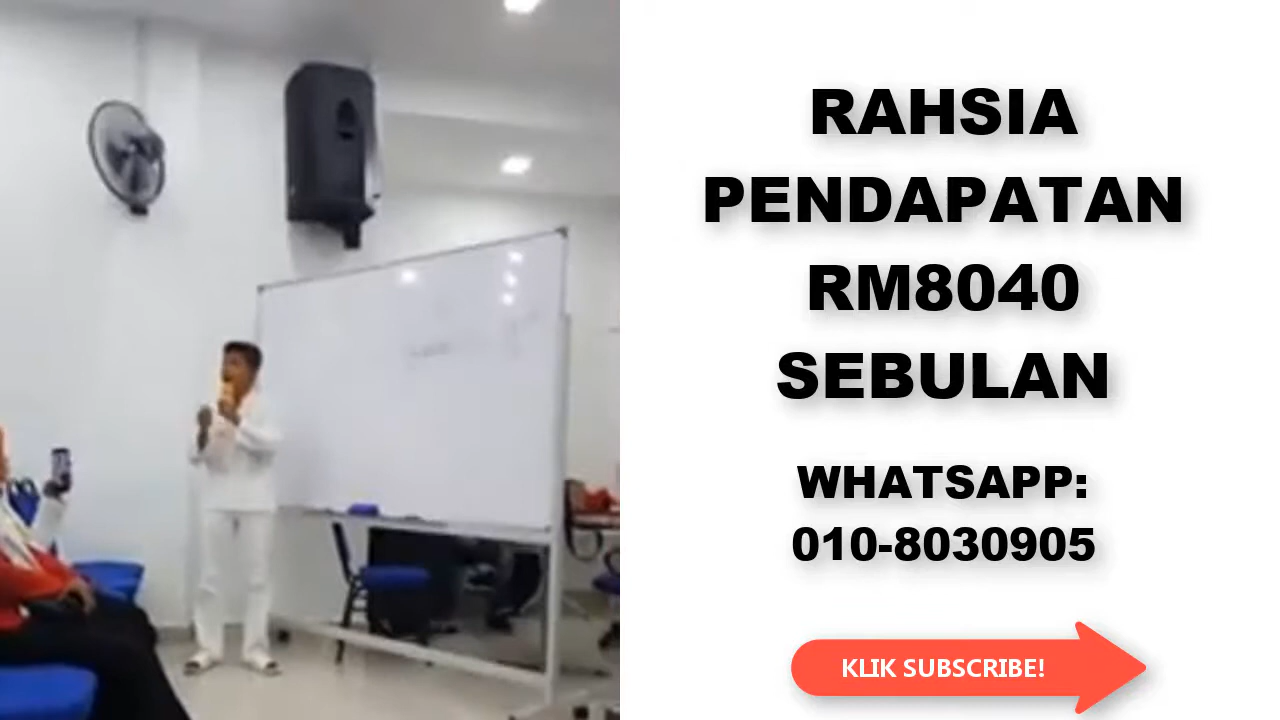 RAHSIA
PENDAPATAN
RM8040
SEBULAN
WHATSAPP:
010-8030905
KLIK SUBSCRIBE!